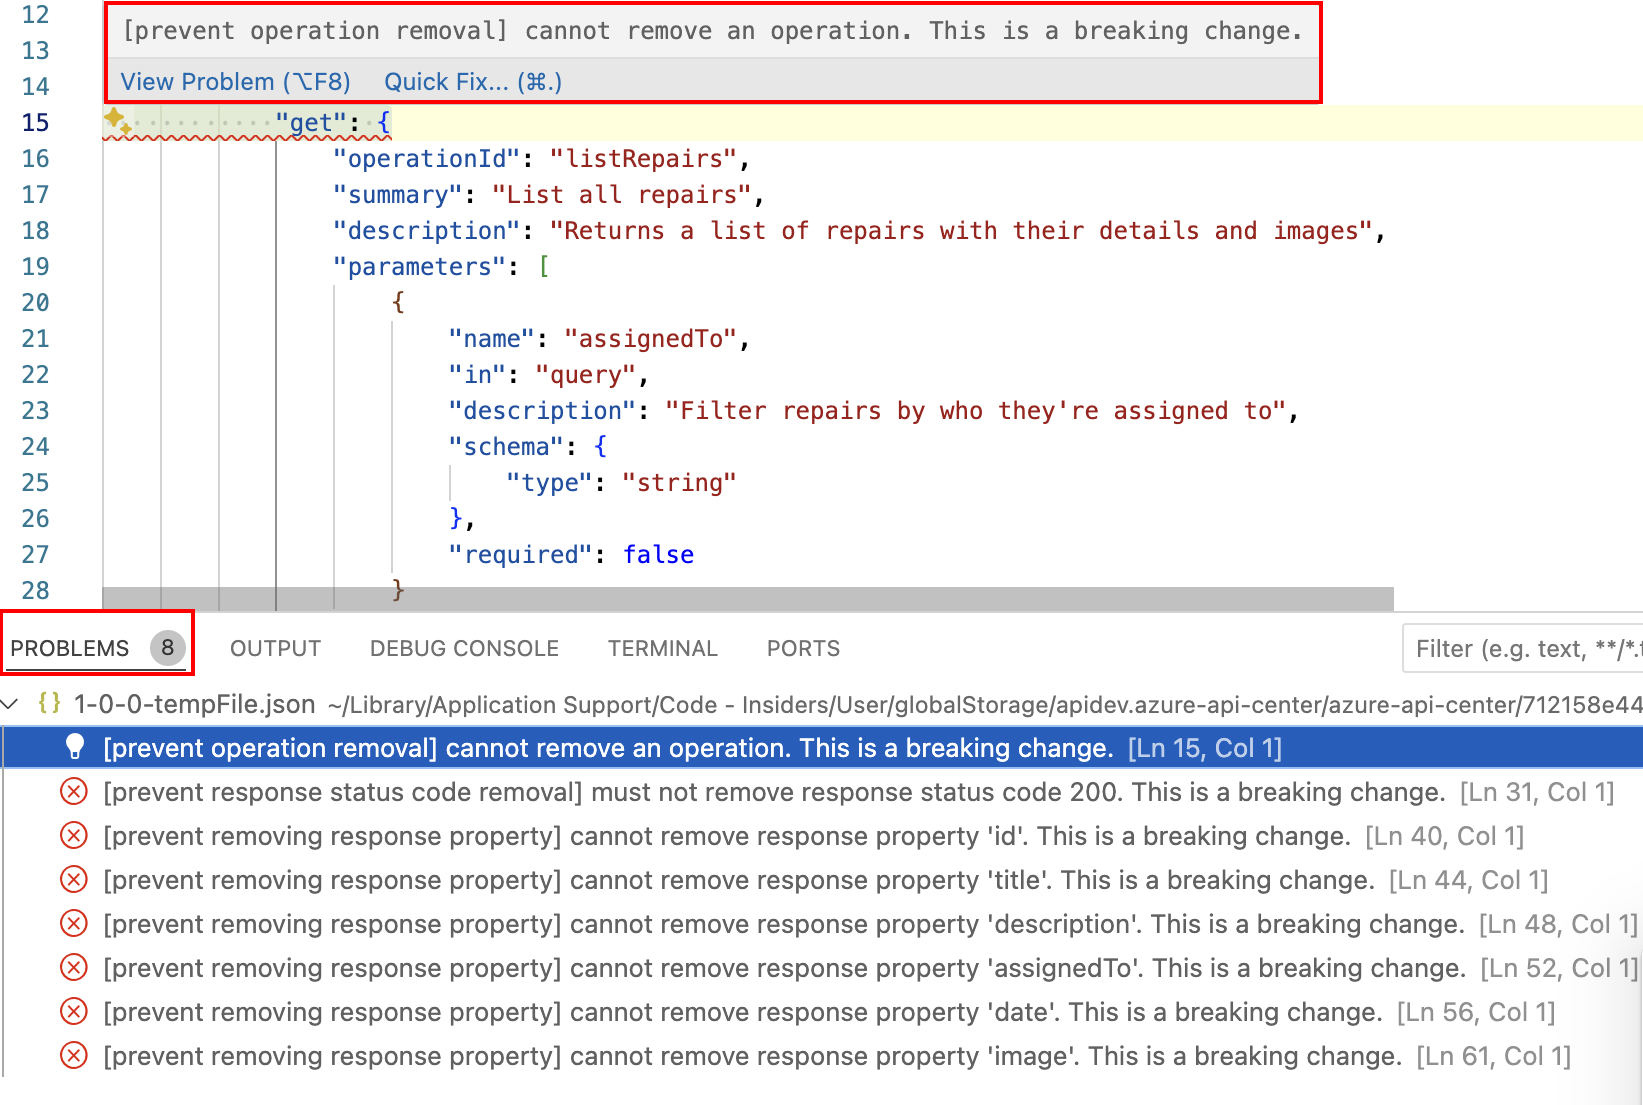 12
[prevent operation removal] cannot remove an operation. This is a breaking change.
13
View Problem (⌥F8) Quick Fix... (⌘.)
14
15 "get": {
16 "operationId": "listRepairs",
17 "summary": "List all repairs",
18 "description": "Returns a list of repairs with their details and images",
19 "parameters": [
20 {
21 "name": "assignedTo",
22 "in": "query",
23 "description": "Filter repairs by who they're assigned to",
24 "schema": {
25 "type": "string"
26 },
27 "required": false
28 }
PROBLEMS 8 OUTPUT DEBUG CONSOLE TERMINAL PORTS Filter (e.g. text, **/*.t
{} 1-0-0-tempFile.json ~/Library/Application Support/Code - Insiders/User/globalStorage/apidev.azure-api-center/azure-api-center/712158e44
[prevent operation removal] cannot remove an operation. This is a breaking change. [Ln 15, Col 1]
[prevent response status code removal] must not remove response status code 200. This is a breaking change. [Ln 31, Col 1]
[prevent removing response property] cannot remove response property 'id'. This is a breaking change. [Ln 40, Col 1]
[prevent removing response property] cannot remove response property 'title'. This is a breaking change. [Ln 44, Col 1]
[prevent removing response property] cannot remove response property 'description'. This is a breaking change. [Ln 48, Col 1]
[prevent removing response property] cannot remove response property 'assignedTo'. This is a breaking change. [Ln 52, Col 1]
[prevent removing response property] cannot remove response property 'date'. This is a breaking change. [Ln 56, Col 1]
[prevent removing response property] cannot remove response property 'image'. This is a breaking change. [Ln 61, Col 1]